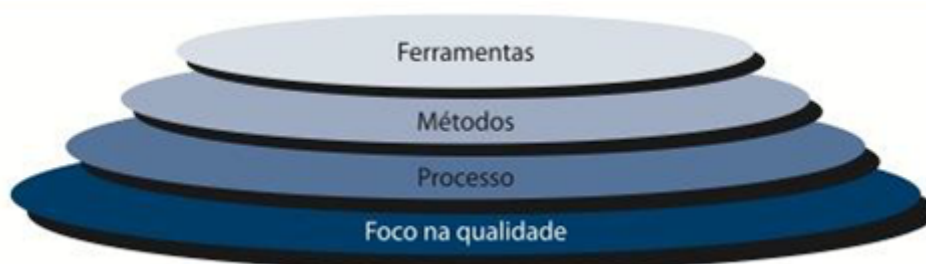 Ferramentas
Métodos
Processo
Foco na qualidade